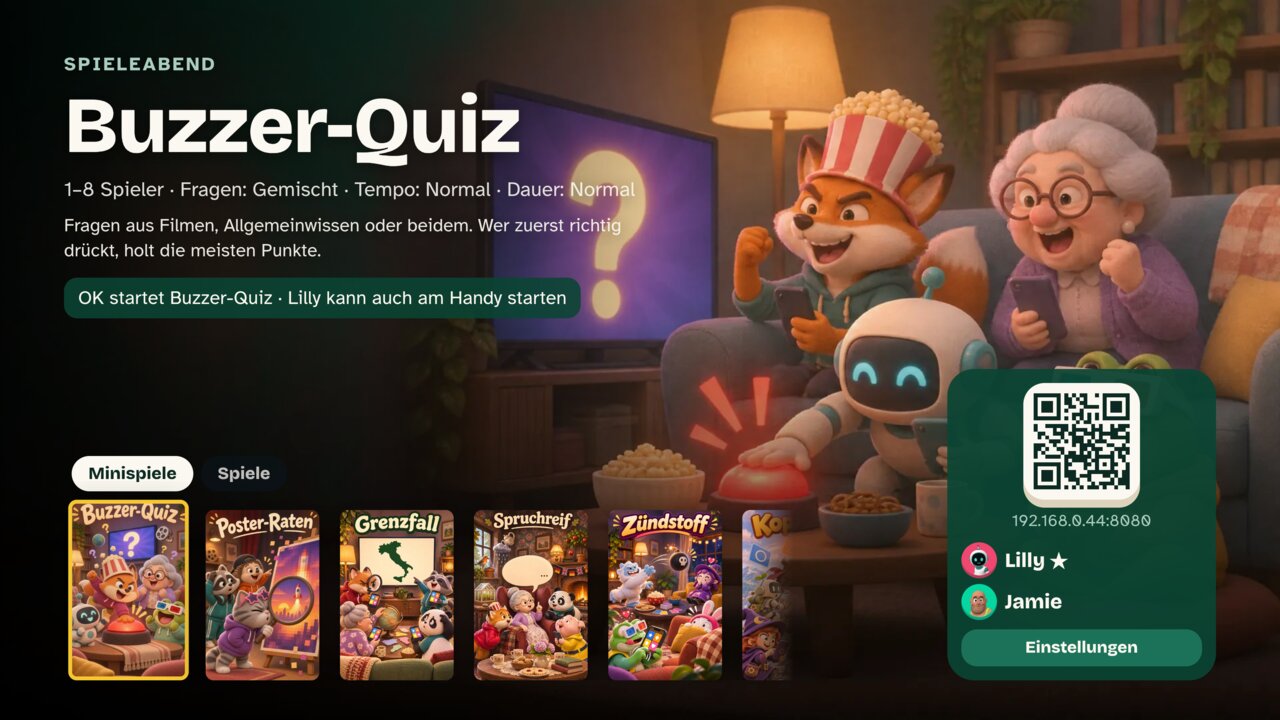 SPIELEABEND
Buzzer-Quiz
1–8 Spieler · Fragen: Gemischt · Tempo: Normal · Dauer: Normal
Fragen aus Filmen, Allgemeinwissen oder beidem. Wer zuerst richtig
drückt, holt die meisten Punkte.
OK startet Buzzer-Quiz · Lilly kann auch am Handy starten
?
Minispiele
Spiele
Buzzer-Quiz
?
Poster-Raten
Grenzfall
Spruchreif
...
Zündstoff
192.168.0.44:8080
Lilly ★
Jamie
Einstellungen